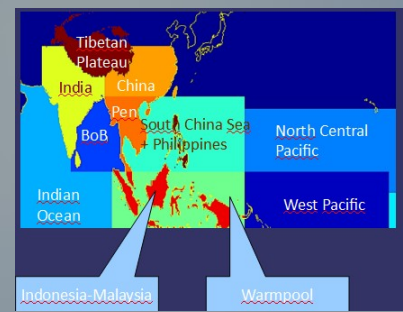 Tibetan
Plateau
India
China
Pen
BoB
South China Sea
+ Philippines
North Central
Pacific
Indian
Ocean
West Pacific
Indonesia-Malaysia
Warmpool